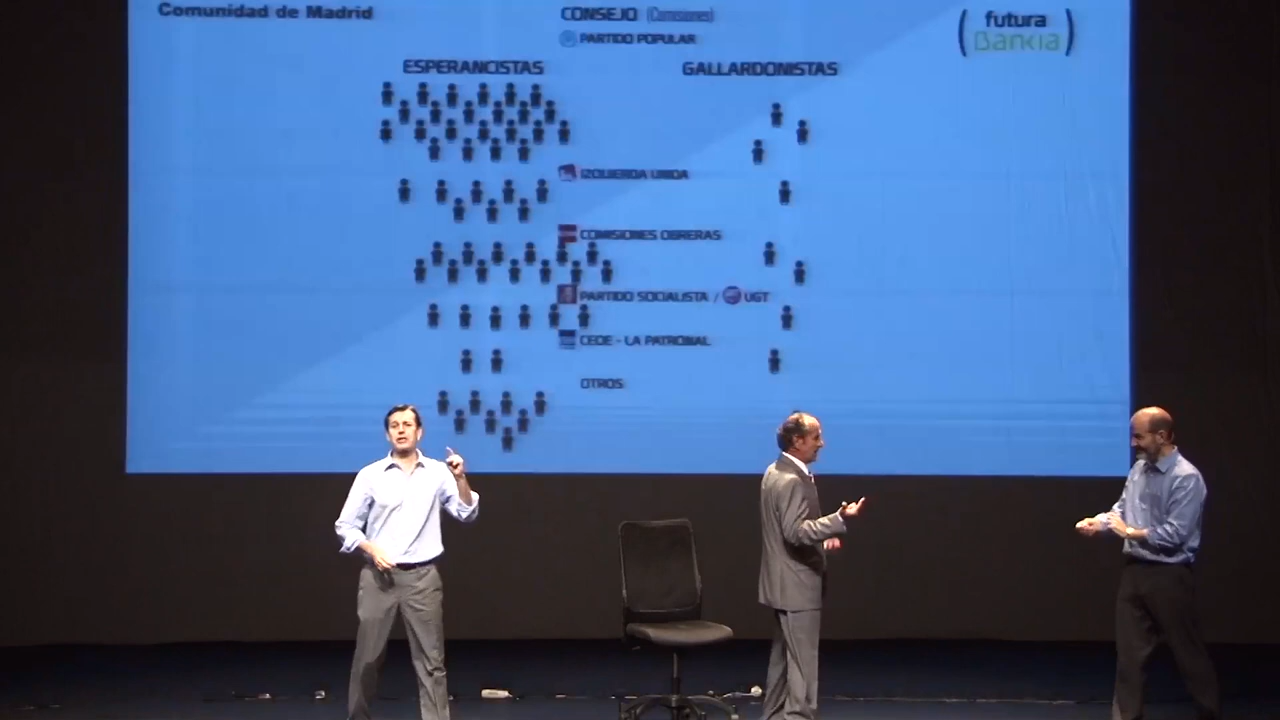 Comunidad de Madrid
CONSEJO (Comisiones)
PARTIDO POPULAR
(futura Bankia)
ESPERANCISTAS
GALLARDONISTAS
IZQUIERDA UNIDA
COMISIONES OBRERAS
PARTIDO SOCIALISTA / UGT
CEOE - LA PATRONAL
OTROS